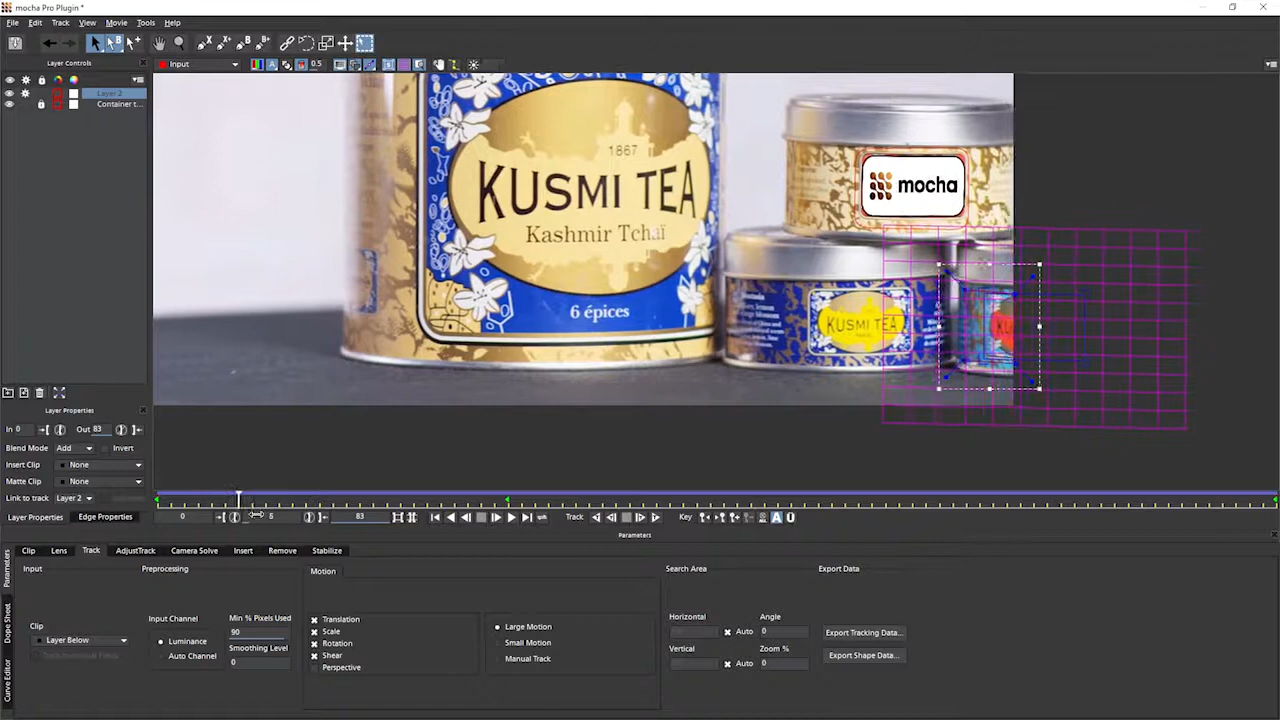 mocha Pro Plugin *
File Edit Track View Movie Tools Help
Layer Controls
Input
0.5
Layer 2
Container t...
1867
KUSMI TEA
Kashmir Tchaï
6 épices
mocha
KUSMI TEA
Layer Properties
In 0 Out 83
Blend Mode Add Invert
Insert Clip None
Matte Clip None
Link to track Layer 2
Layer Properties Edge Properties
0 5 83 Track Key
Parameters
Clip Lens Track AdjustTrack Camera Solve Insert Remove Stabilize
Parameters
Dope Sheet
Curve Editor
Input
Clip
Layer Below
Preprocessing
Input Channel
Luminance
Auto Channel
Min % Pixels Used
90
Smoothing Level
0
Motion
Translation
Scale
Rotation
Shear
Perspective
Large Motion
Small Motion
Manual Track
Search Area
Horizontal Angle
Auto 0
Vertical Zoom %
Auto 0
Export Data
Export Tracking Data...
Export Shape Data...